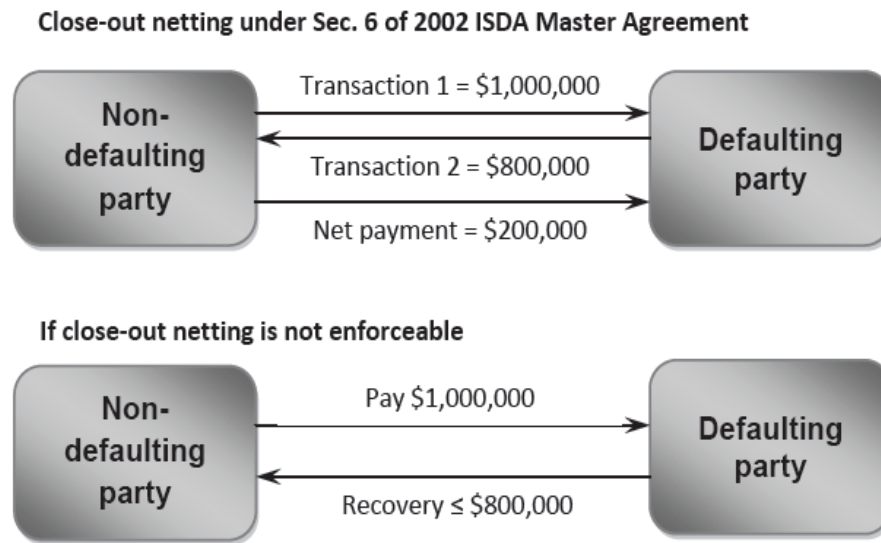 Close-out netting under Sec. 6 of 2002 ISDA Master Agreement
Non-
defaulting
party
Transaction 1 = $1,000,000
Transaction 2 = $800,000
Net payment = $200,000
Defaulting
party
If close-out netting is not enforceable
Non-
defaulting
party
Pay $1,000,000
Recovery ≤ $800,000
Defaulting
party